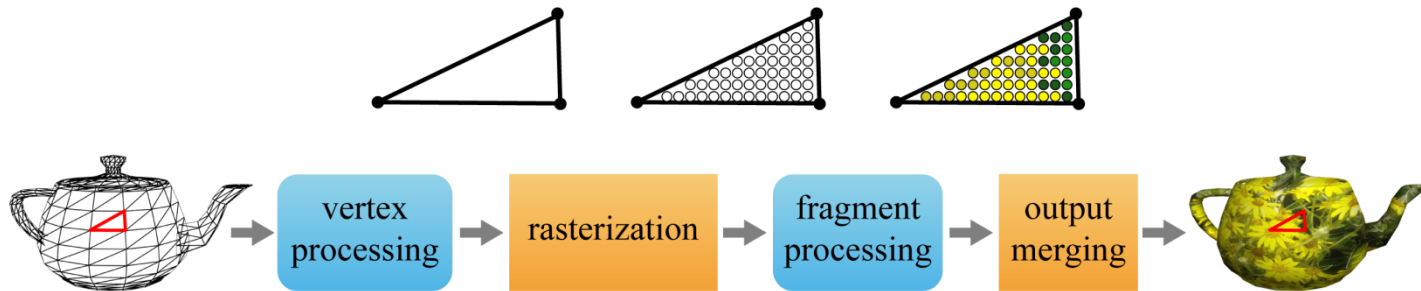 vertex
processing
rasterization
fragment
processing
output
merging